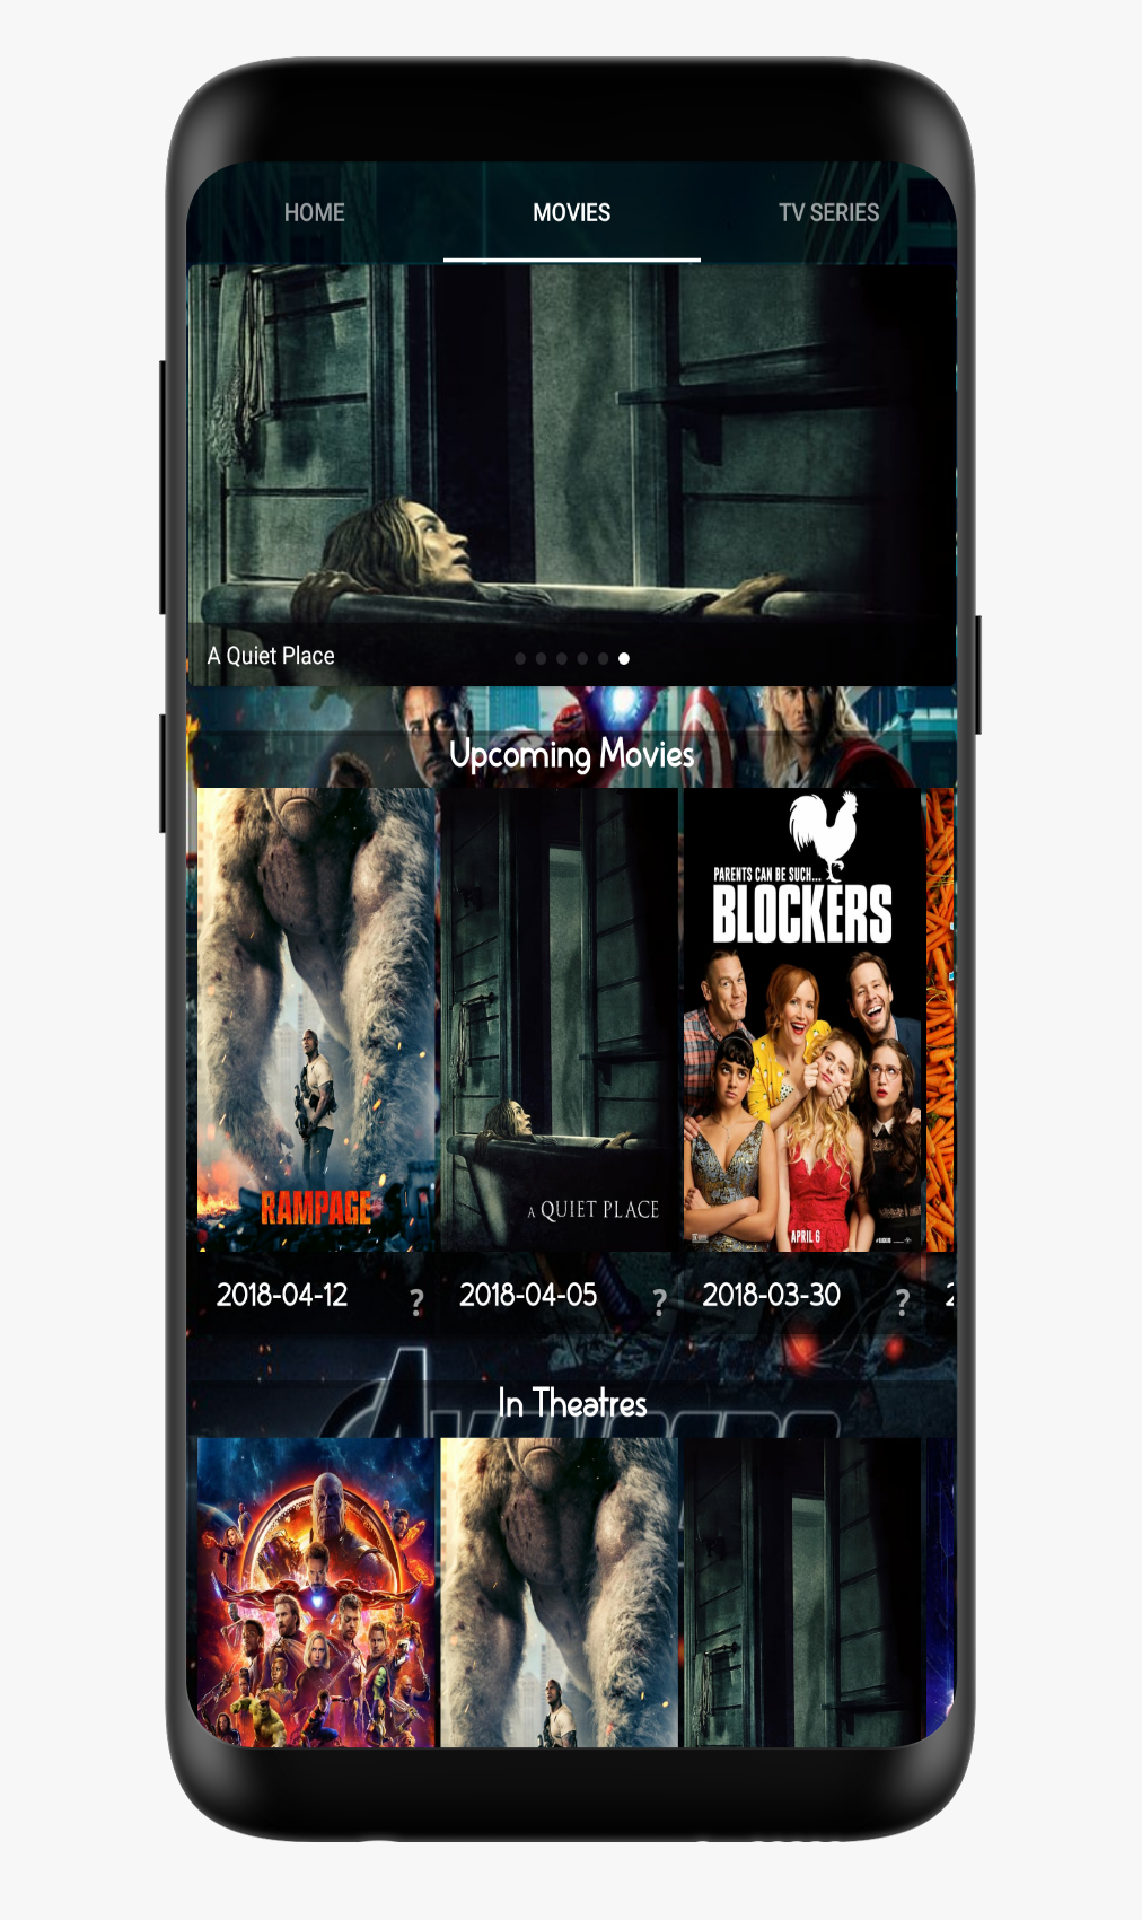 HOME
MOVIES
TV SERIES
A Quiet Place
Upcoming Movies
PARENTS CAN BE SUCH...
BLOCKERS
RAMPAGE
A QUIET PLACE
APRIL 6
2018-04-12
?
2018-04-05
?
2018-03-30
?
In Theatres